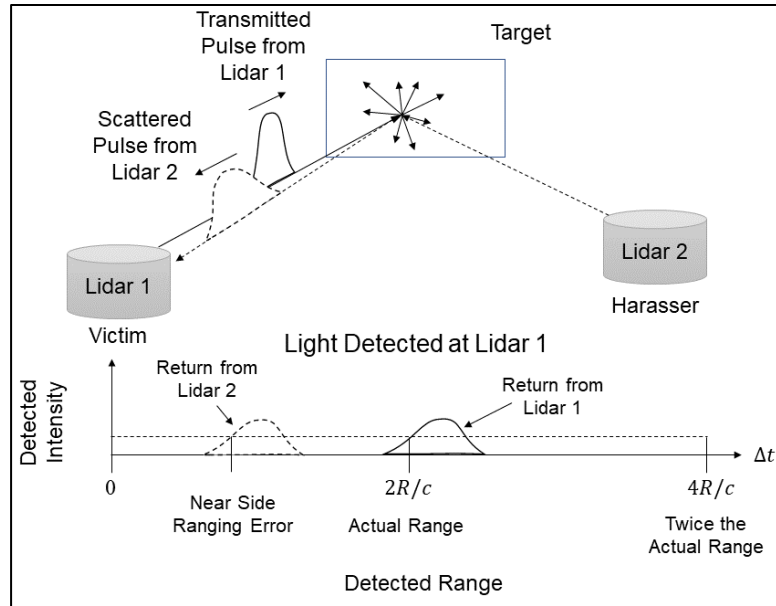 Transmitted
Pulse from
Lidar 1
Target
Scattered
Pulse from
Lidar 2
Lidar 1
Victim
Lidar 2
Harasser
Light Detected at Lidar 1
Return from
Lidar 2
Return from
Lidar 1
Detected
Intensity
Δt
0
2R/c
4R/c
Near Side
Ranging Error
Actual Range
Twice the
Actual Range
Detected Range